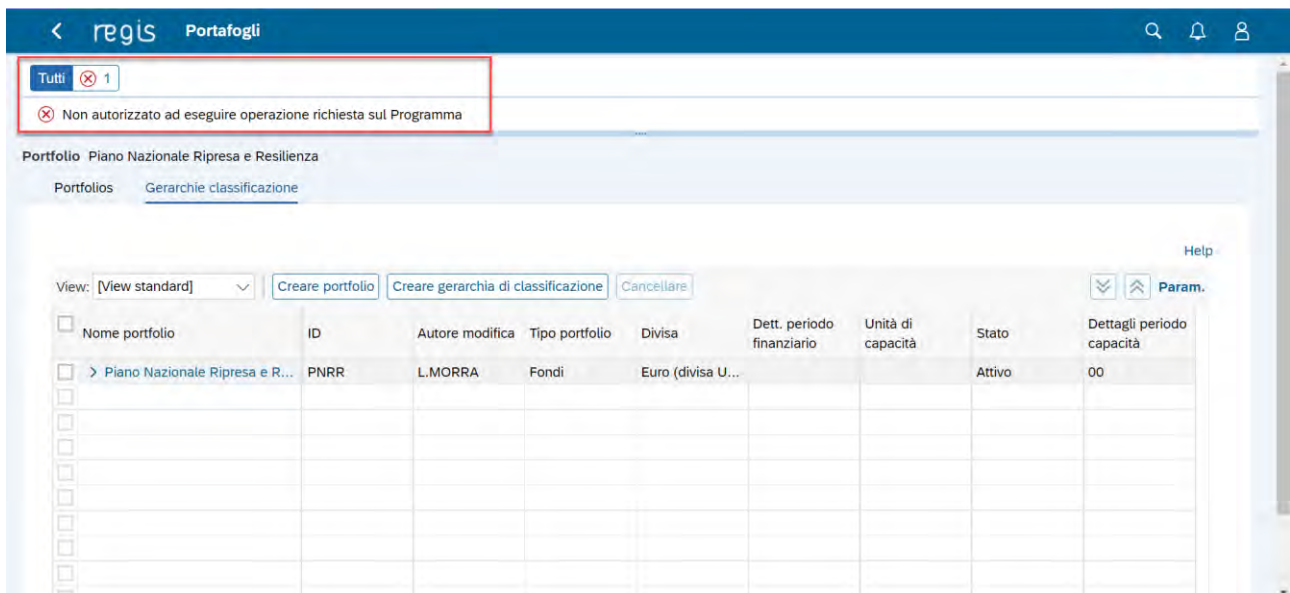 regis Portafogli
Tutti 1
Non autorizzato ad eseguire operazione richiesta sul Programma
Portfolio Piano Nazionale Ripresa e Resilienza
Portfolios Gerarchie classificazione
Help
View: [View standard] Creare portfolio Creare gerarchia di classificazione Cancellare Param.
Nome portfolio ID Autore modifica Tipo portfolio Divisa Dett. periodo finanziario Unità di capacità Stato Dettagli periodo capacità
Piano Nazionale Ripresa e R... PNRR L.MORRA Fondi Euro (divisa U... Attivo 00